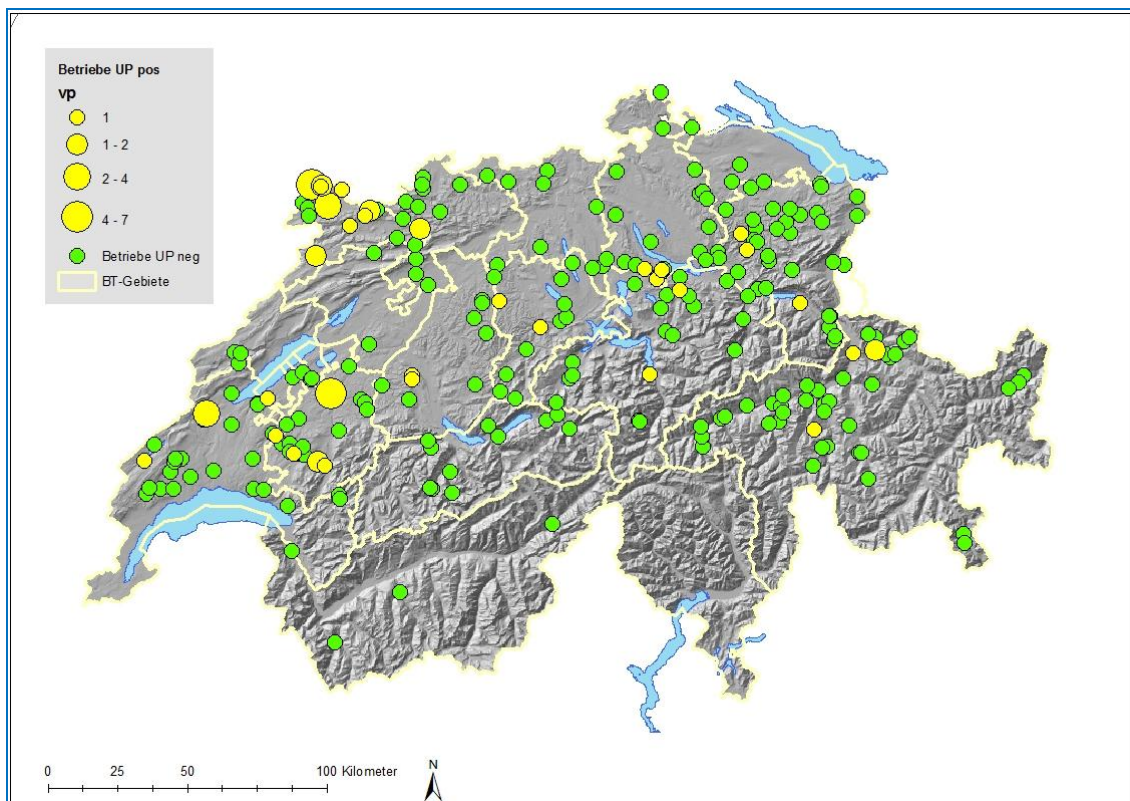 Betriebe UP pos
vp
1
1 - 2
2 - 4
4 - 7
Betriebe UP neg
BT-Gebiete
0 25 50 100 Kilometer
N